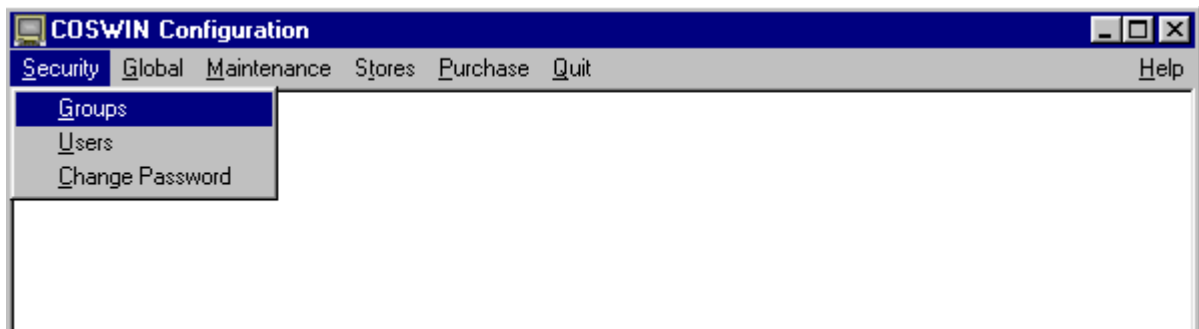 COSWIN Configuration
Security Global Maintenance Stores Purchase Quit Help
Groups
Users
Change Password